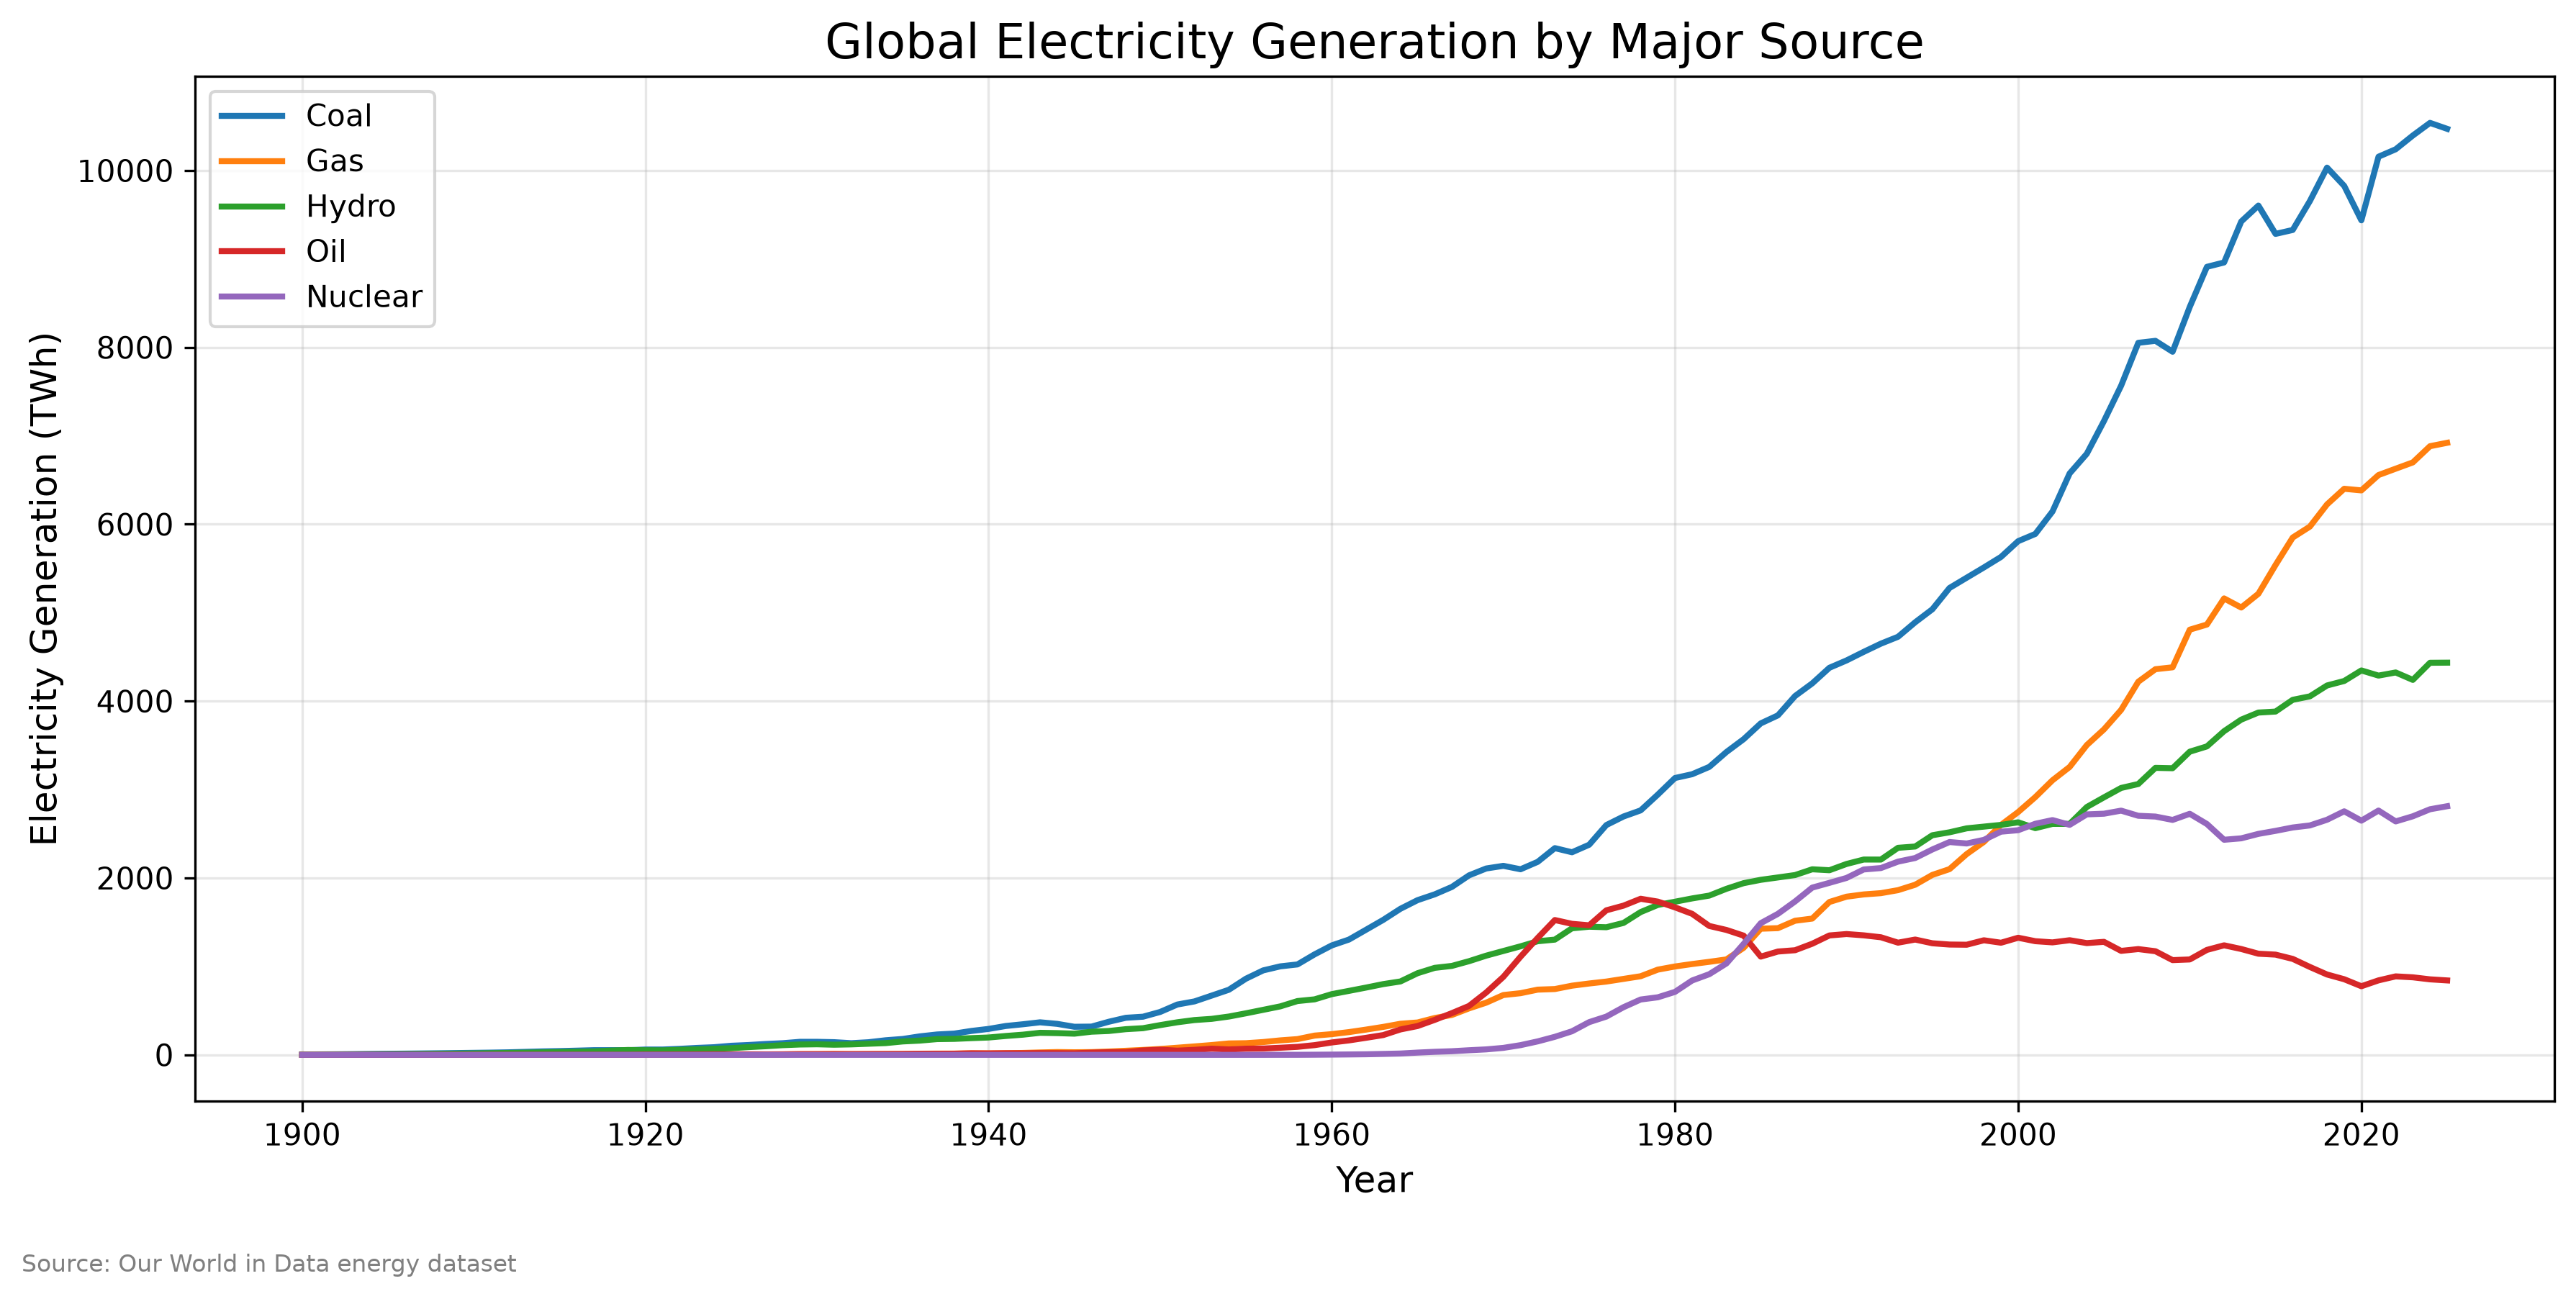 Global Electricity Generation by Major Source
Coal
Gas
Hydro
Oil
Nuclear
Electricity Generation (TWh)
10000
8000
6000
4000
2000
0
1900 1920 1940 1960 1980 2000 2020
Year
Source: Our World in Data energy dataset